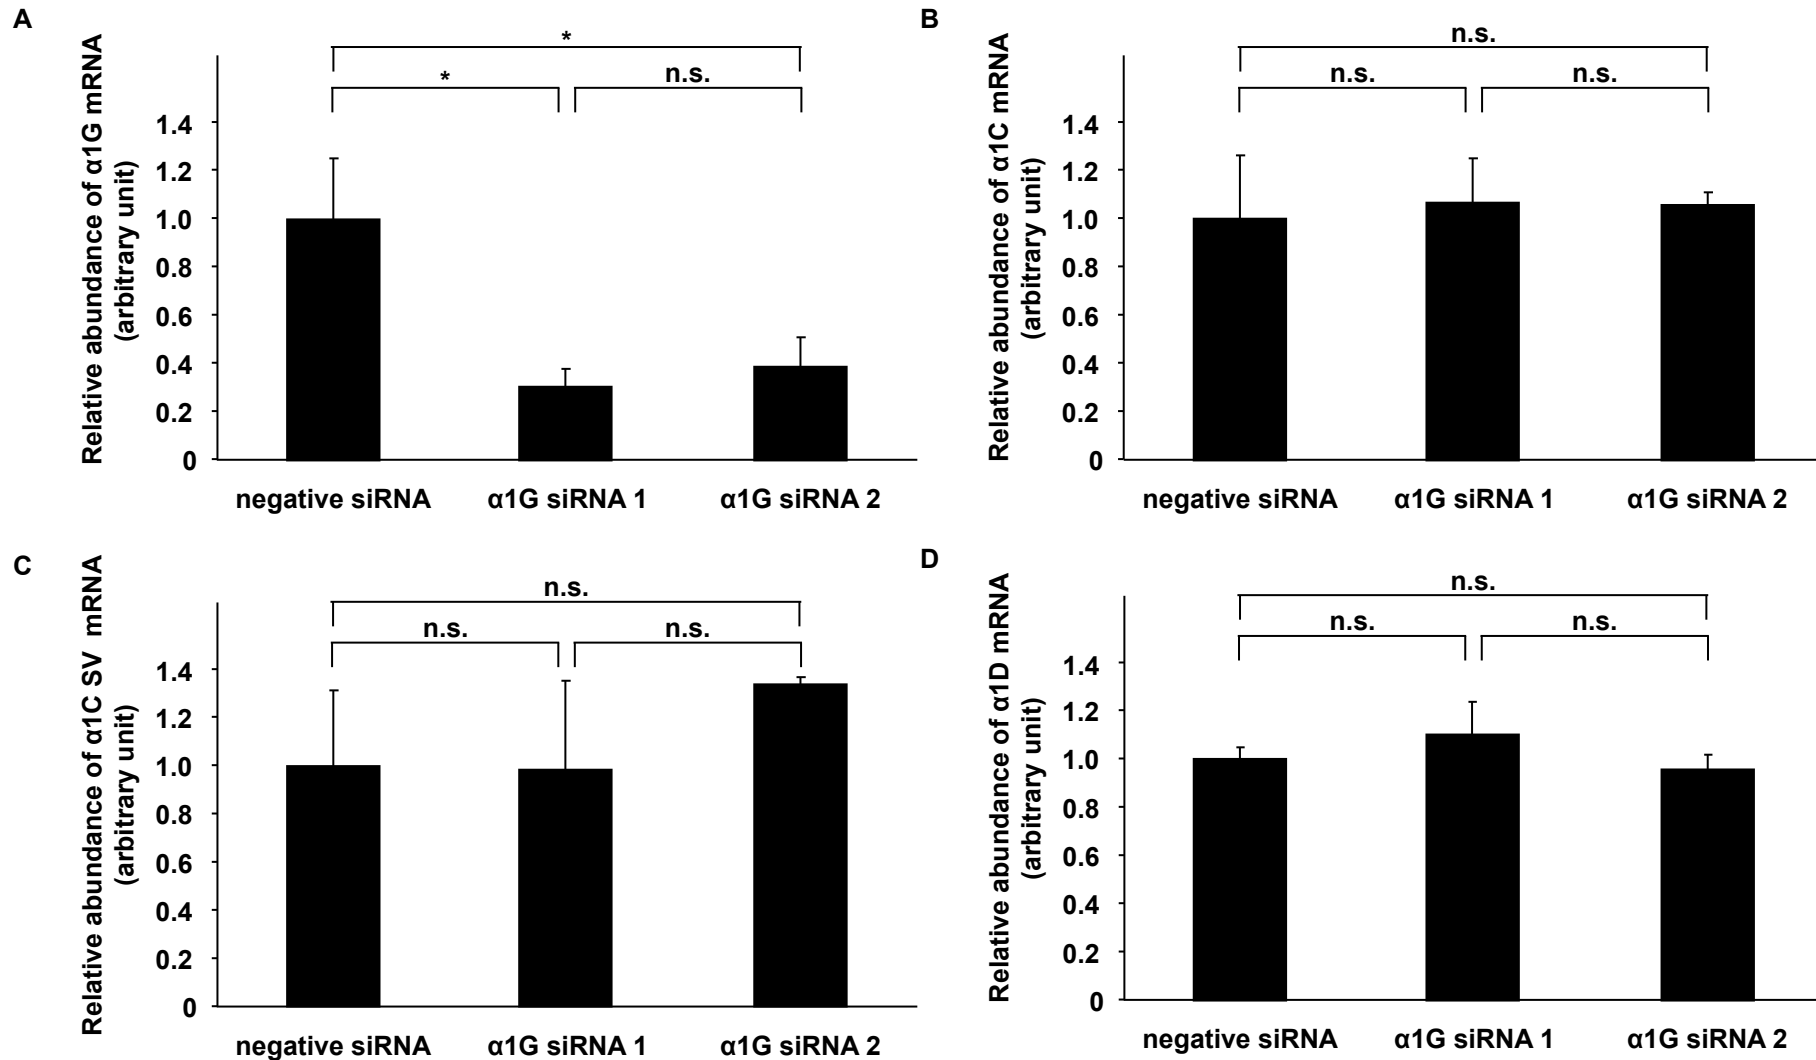 A
Relative abundance of α1G mRNA
(arbitrary unit)
*
*
n.s.
1.4
1.2
1.0
0.8
0.6
0.4
0.2
0
negative siRNA
α1G siRNA 1
α1G siRNA 2
B
Relative abundance of α1C mRNA
(arbitrary unit)
n.s.
n.s.
n.s.
1.4
1.2
1.0
0.8
0.6
0.4
0.2
0
negative siRNA
α1G siRNA 1
α1G siRNA 2
C
Relative abundance of α1C SV mRNA
(arbitrary unit)
n.s.
n.s.
n.s.
1.4
1.2
1.0
0.8
0.6
0.4
0.2
0
negative siRNA
α1G siRNA 1
α1G siRNA 2
D
Relative abundance of α1D mRNA
(arbitrary unit)
n.s.
n.s.
n.s.
1.4
1.2
1.0
0.8
0.6
0.4
0.2
0
negative siRNA
α1G siRNA 1
α1G siRNA 2